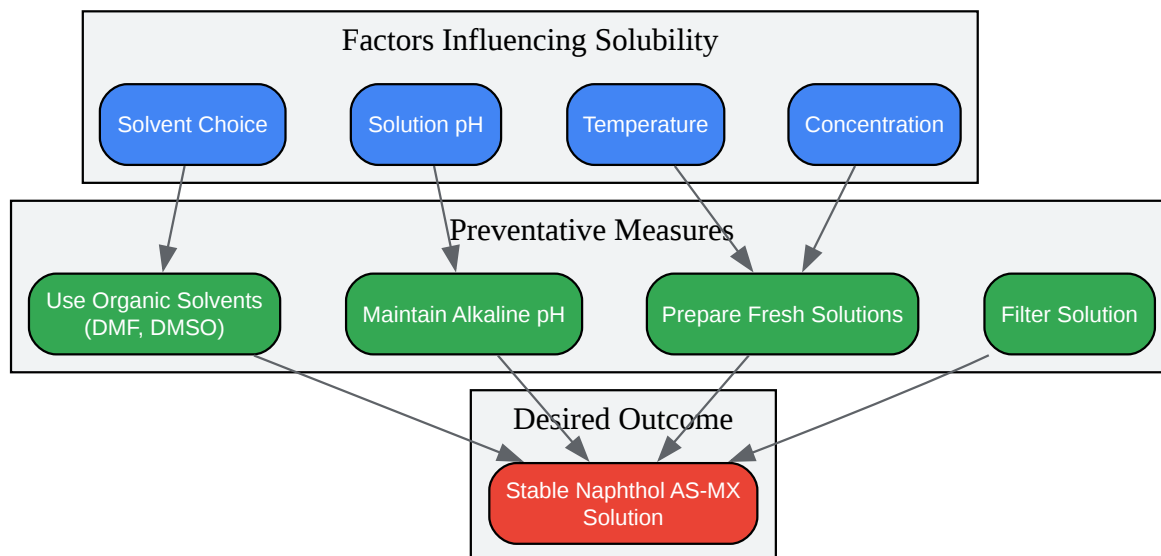 Factors Influencing Solubility
Solvent Choice
Solution pH
Temperature
Concentration
Preventative Measures
Use Organic Solvents
(DMF, DMSO)
Maintain Alkaline pH
Prepare Fresh Solutions
Filter Solution
Desired Outcome
Stable Naphthol AS-MX
Solution